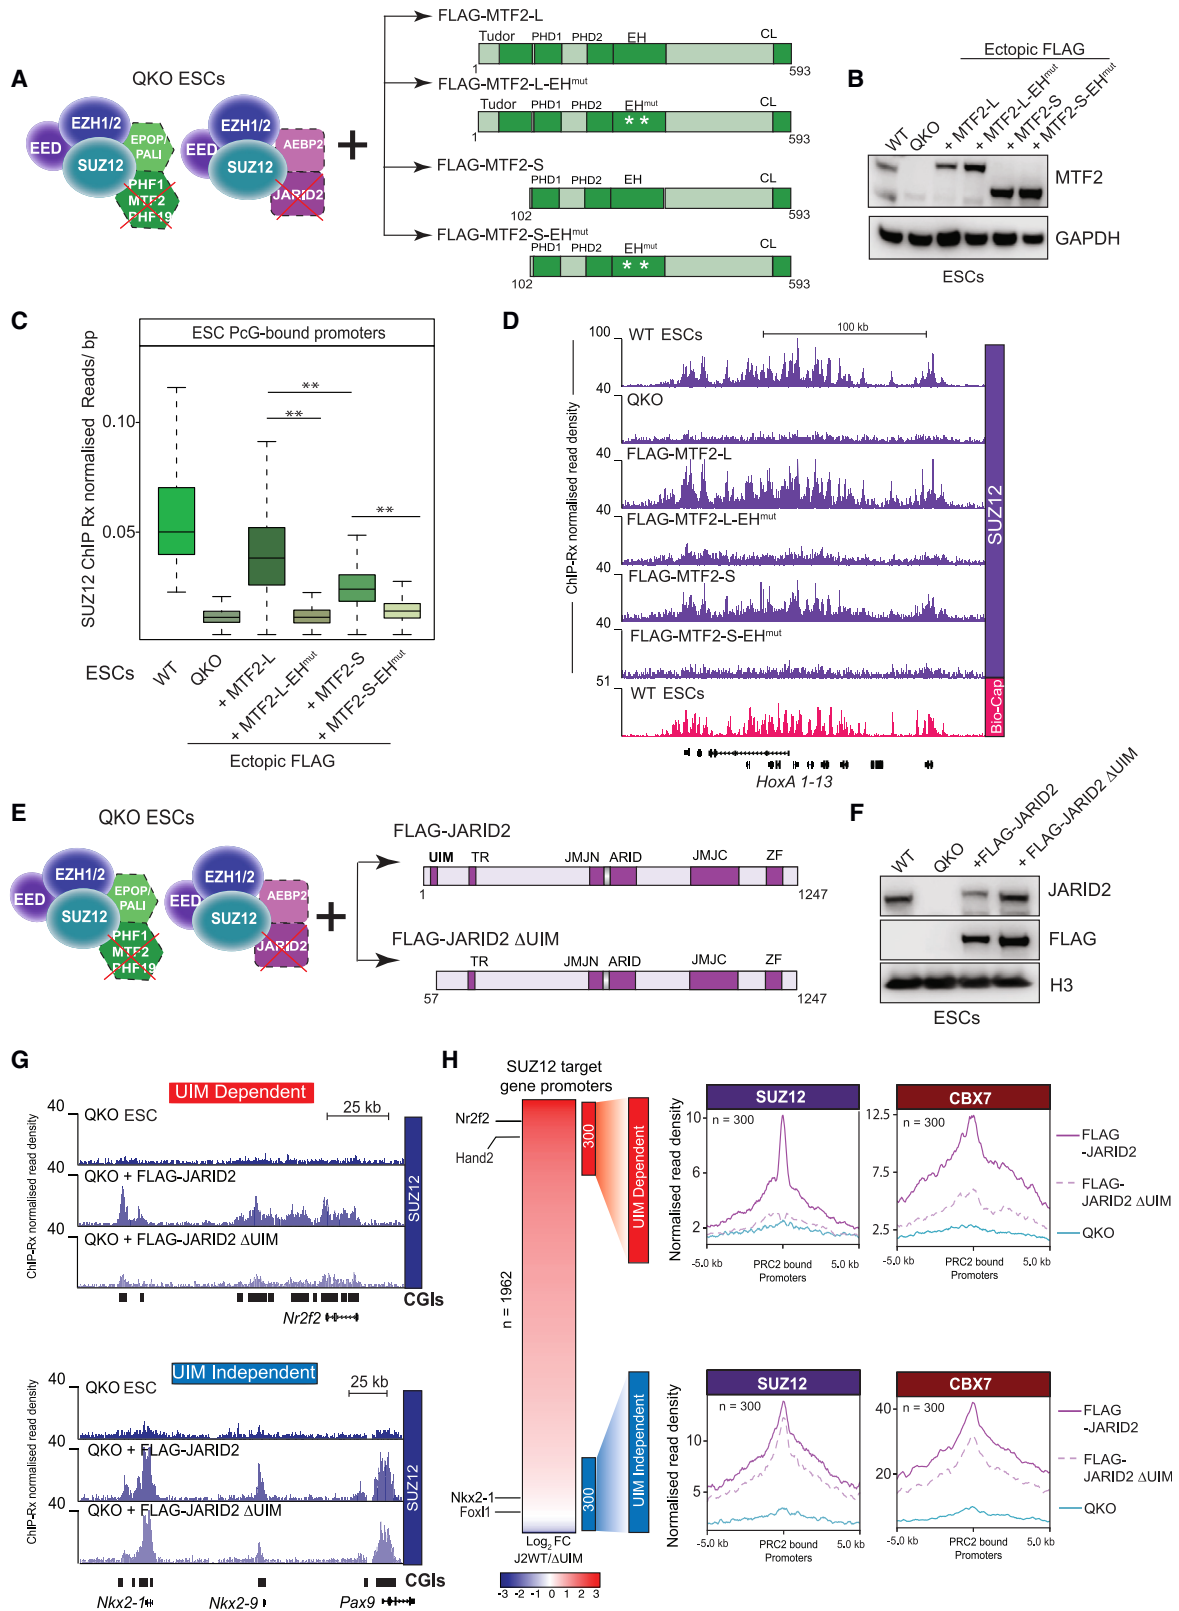 A
QKO ESCs
EZH1/2
EED
SUZ12
EPOP/
PALI
PHF1
MTF2
PHF19
EZH1/2
EED
SUZ12
AEBP2
JARID2
+
FLAG-MTF2-L
Tudor PHD1 PHD2 EH CL
1 593
FLAG-MTF2-L-EHmut
Tudor PHD1 PHD2 EHmut CL
* *
1 593
FLAG-MTF2-S
PHD1 PHD2 EH CL
102 593
FLAG-MTF2-S-EHmut
PHD1 PHD2 EHmut CL
* *
102 593
B
Ectopic FLAG
WT
QKO
+ MTF2-L
+ MTF2-L-EHmut
+ MTF2-S
+ MTF2-S-EHmut
MTF2
GAPDH
ESCs
C
ESC PcG-bound promoters
SUZ12 ChIP Rx normalised Reads/ bp
0.10
0.05
**
**
**
ESCs
WT
QKO
+ MTF2-L
+ MTF2-L-EHmut
+ MTF2-S
+ MTF2-S-EHmut
Ectopic FLAG
D
100 kb
ChIP-Rx normalised read density
100
WT ESCs
40
QKO
40
FLAG-MTF2-L
40
FLAG-MTF2-L-EHmut
40
FLAG-MTF2-S
40
FLAG-MTF2-S-EHmut
51
WT ESCs
SUZ12
Bio-Cap
HoxA 1-13
E
QKO ESCs
EZH1/2
EED
SUZ12
EPOP/
PALI
PHF1
MTF2
PHF19
EZH1/2
EED
SUZ12
AEBP2
JARID2
+
FLAG-JARID2
UIM TR JMJN ARID JMJC ZF
1 1247
FLAG-JARID2 ΔUIM
TR JMJN ARID JMJC ZF
57 1247
F
WT
QKO
+FLAG-JARID2
+ FLAG-JARID2 ΔUIM
JARID2
FLAG
H3
ESCs
G
UIM Dependent
25 kb
ChIP-Rx normalised read density
40
QKO ESC
40
QKO + FLAG-JARID2
40
QKO + FLAG-JARID2 ΔUIM
SUZ12
CGIs
Nr2f2
UIM Independent
25 kb
ChIP-Rx normalised read density
40
QKO ESC
40
QKO + FLAG-JARID2
40
QKO + FLAG-JARID2 ΔUIM
SUZ12
CGIs
Nkx2-1 Nkx2-9 Pax9
H
SUZ12 target
gene promoters
Nr2f2
Hand2
n = 1962
Nkx2-1
Foxl1
300
UIM Dependent
300
UIM Independent
Log2 FC
J2WT/ΔUIM
-3 -2 -1 0 1 2 3
SUZ12
n = 300
Normalised read density
10
6
2
-5.0 kb PRC2 bound 5.0 kb
Promoters
CBX7
n = 300
12.5
7.5
2.5
-5.0 kb PRC2 bound 5.0 kb
Promoters
FLAG
-JARID2
FLAG-
JARID2 ΔUIM
QKO
SUZ12
n = 300
Normalised read density
10
5
-5.0 kb PRC2 bound 5.0 kb
Promoters
CBX7
n = 300
40
20
-5.0 kb PRC2 bound 5.0 kb
Promoters
FLAG
-JARID2
FLAG-
JARID2 ΔUIM
QKO